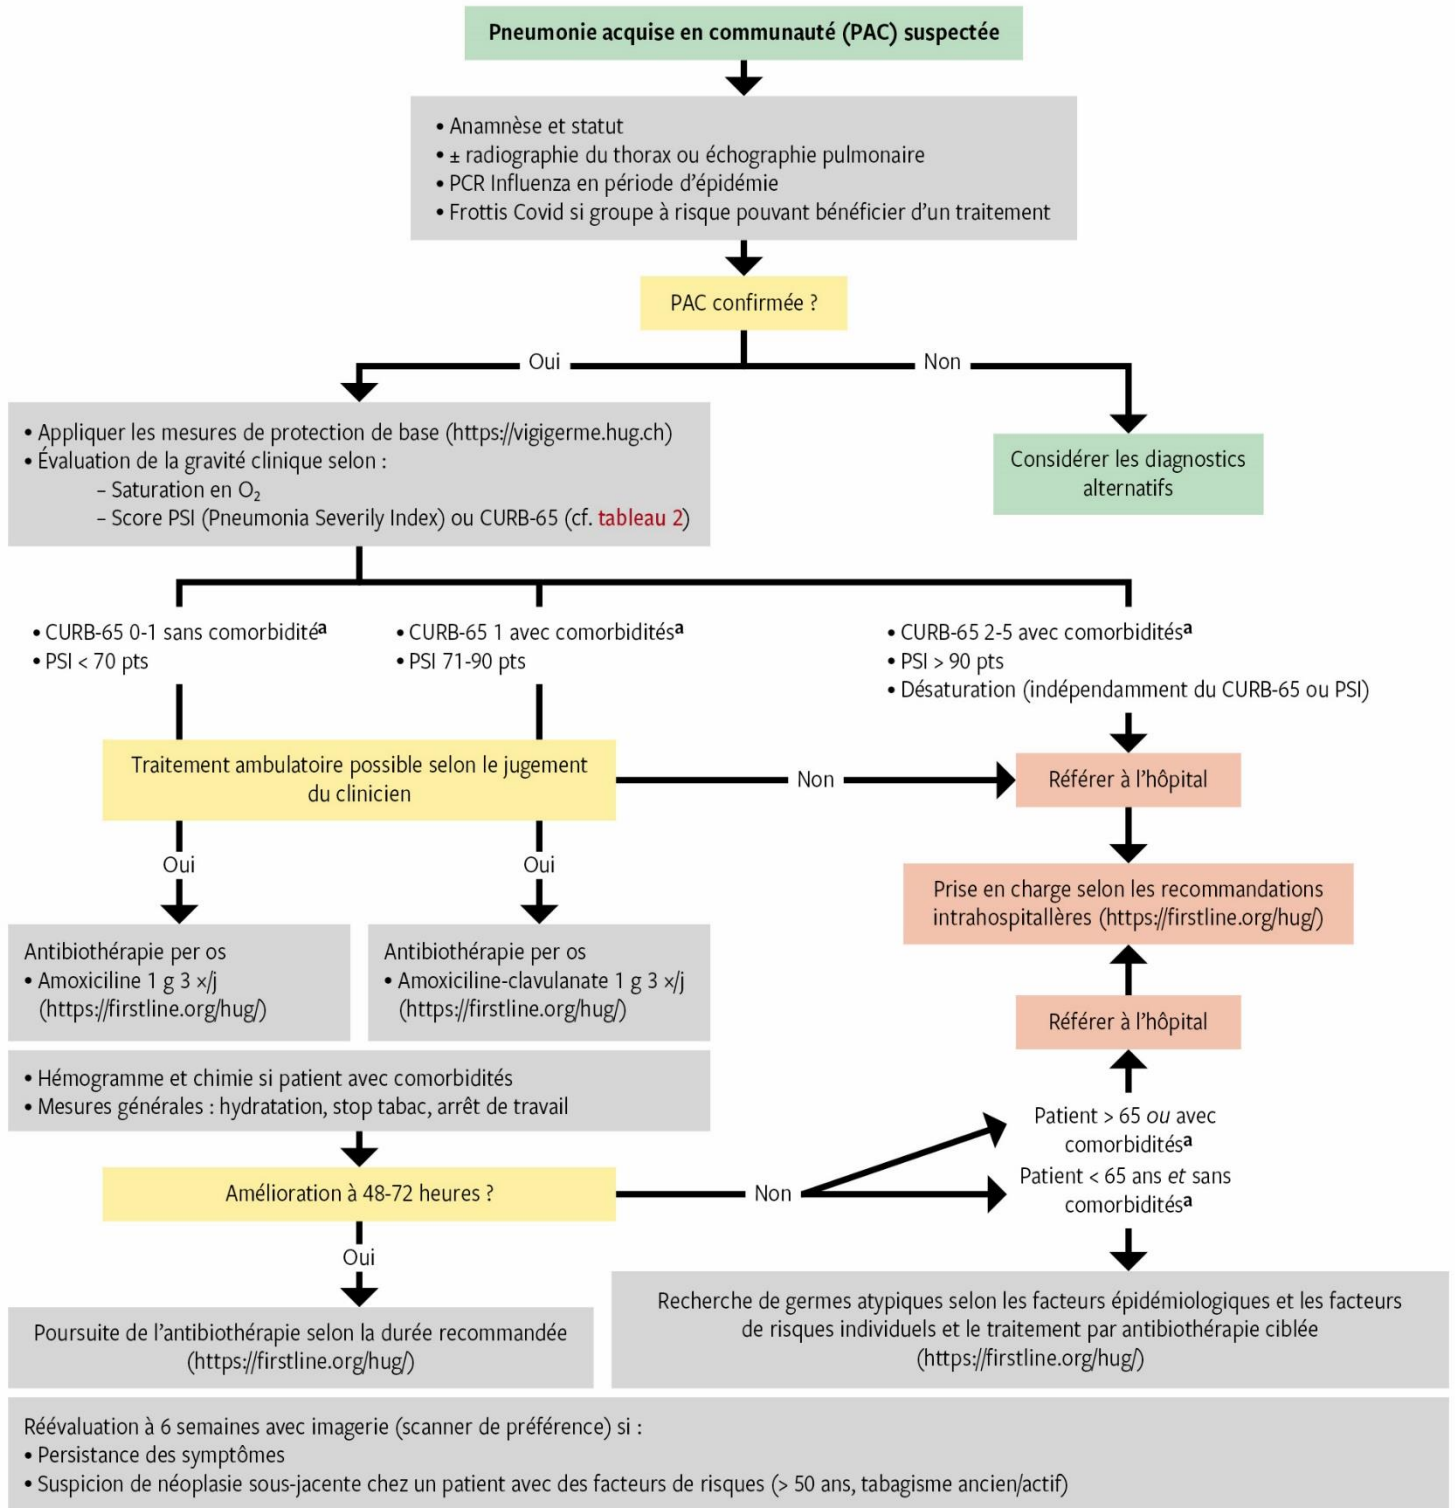 Pneumonie acquise en communauté (PAC) suspectée
• Anamnèse et statut
• ± radiographie du thorax ou échographie pulmonaire
• PCR Influenza en période d’épidémie
• Frottis Covid si groupe à risque pouvant bénéficier d’un traitement
PAC confirmée ?
Oui
Non
• Appliquer les mesures de protection de base (https://vigigerme.hug.ch)
• Évaluation de la gravité clinique selon :
– Saturation en O₂
– Score PSI (Pneumonia Severily Index) ou CURB-65 (cf. tableau 2)
Considérer les diagnostics
alternatifs
• CURB-65 0-1 sans comorbiditéᵃ
• PSI < 70 pts
• CURB-65 1 avec comorbiditésᵃ
• PSI 71-90 pts
• CURB-65 2-5 avec comorbiditésᵃ
• PSI > 90 pts
• Désaturation (indépendamment du CURB-65 ou PSI)
Traitement ambulatoire possible selon le jugement
du clinicien
Non
Référer à l’hôpital
Oui
Oui
Prise en charge selon les recommandations
intrahospitallères (https://firstline.org/hug/)
Antibiothérapie per os
• Amoxiciline 1 g 3 ×/j
(https://firstline.org/hug/)
Antibiothérapie per os
• Amoxiciline-clavulanate 1 g 3 ×/j
(https://firstline.org/hug/)
Référer à l’hôpital
• Hémogramme et chimie si patient avec comorbidités
• Mesures générales : hydratation, stop tabac, arrêt de travail
Patient > 65 ou avec
comorbiditésᵃ
Patient < 65 ans et sans
comorbiditésᵃ
Amélioration à 48-72 heures ?
Non
Oui
Poursuite de l’antibiothérapie selon la durée recommandée
(https://firstline.org/hug/)
Recherche de germes atypiques selon les facteurs épidémiologiques et les facteurs
de risques individuels et le traitement par antibiothérapie ciblée
(https://firstline.org/hug/)
Réévaluation à 6 semaines avec imagerie (scanner de préférence) si :
• Persistance des symptômes
• Suspicion de néoplasie sous-jacente chez un patient avec des facteurs de risques (> 50 ans, tabagisme ancien/actif)